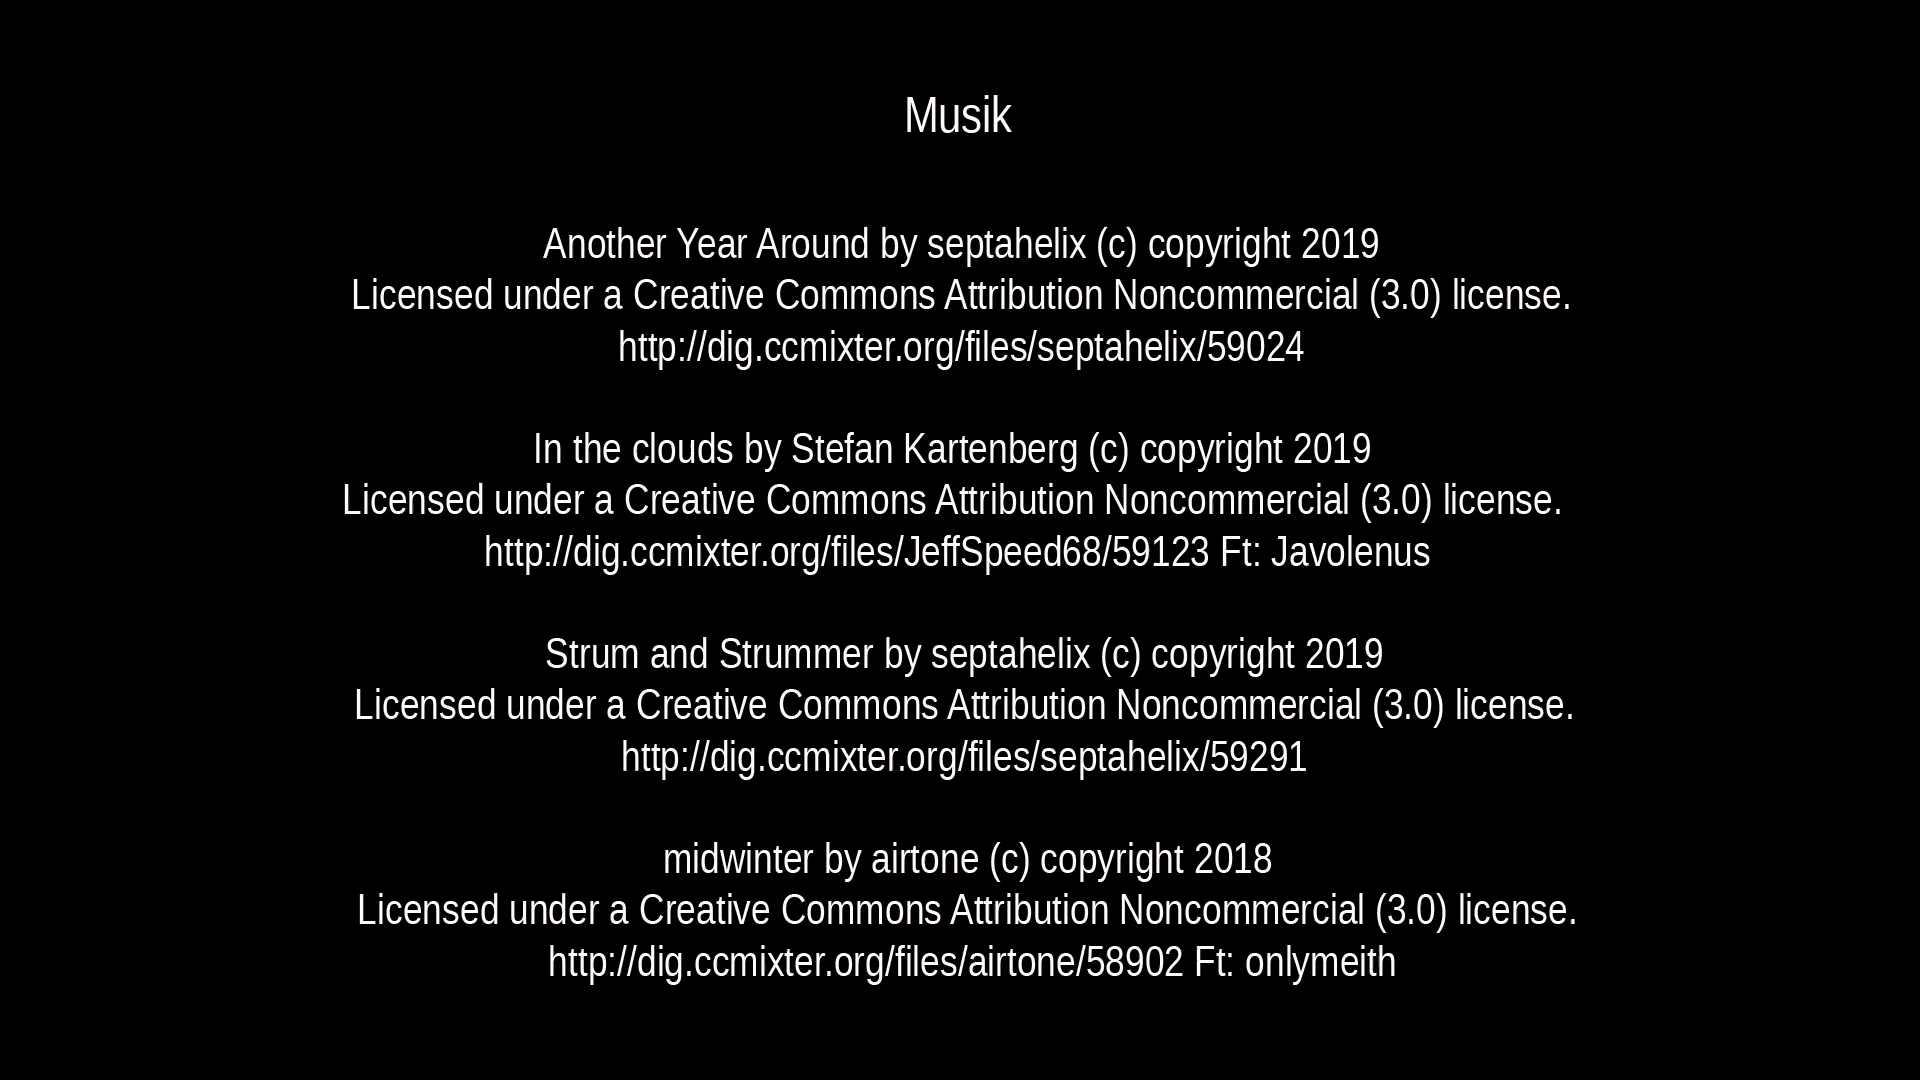 Musik
Another Year Around by septahelix (c) copyright 2019
Licensed under a Creative Commons Attribution Noncommercial (3.0) license.
http://dig.ccmixter.org/files/septahelix/59024
In the clouds by Stefan Kartenberg (c) copyright 2019
Licensed under a Creative Commons Attribution Noncommercial (3.0) license.
http://dig.ccmixter.org/files/JeffSpeed68/59123 Ft: Javolenus
Strum and Strummer by septahelix (c) copyright 2019
Licensed under a Creative Commons Attribution Noncommercial (3.0) license.
http://dig.ccmixter.org/files/septahelix/59291
midwinter by airtone (c) copyright 2018
Licensed under a Creative Commons Attribution Noncommercial (3.0) license.
http://dig.ccmixter.org/files/airtone/58902 Ft: onlymeith